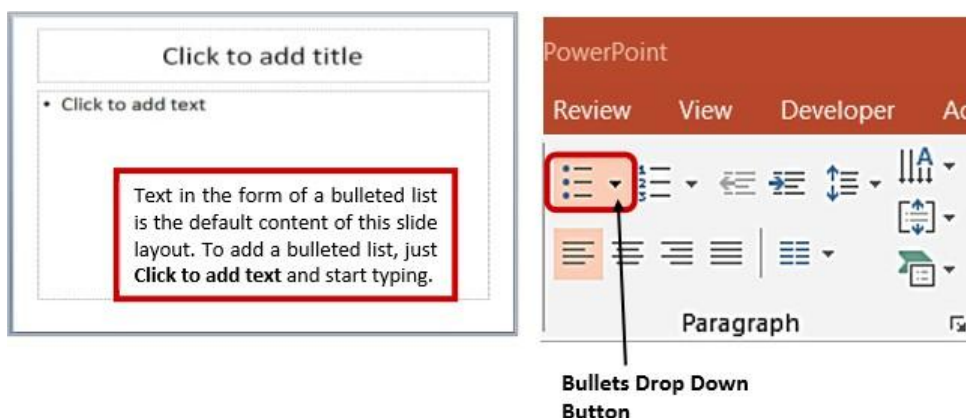 Click to add title
• Click to add text
Text in the form of a bulleted list
is the default content of this slide
layout. To add a bulleted list, just
Click to add text and start typing.
PowerPoint
Review View Developer
Paragraph
Bullets Drop Down
Button